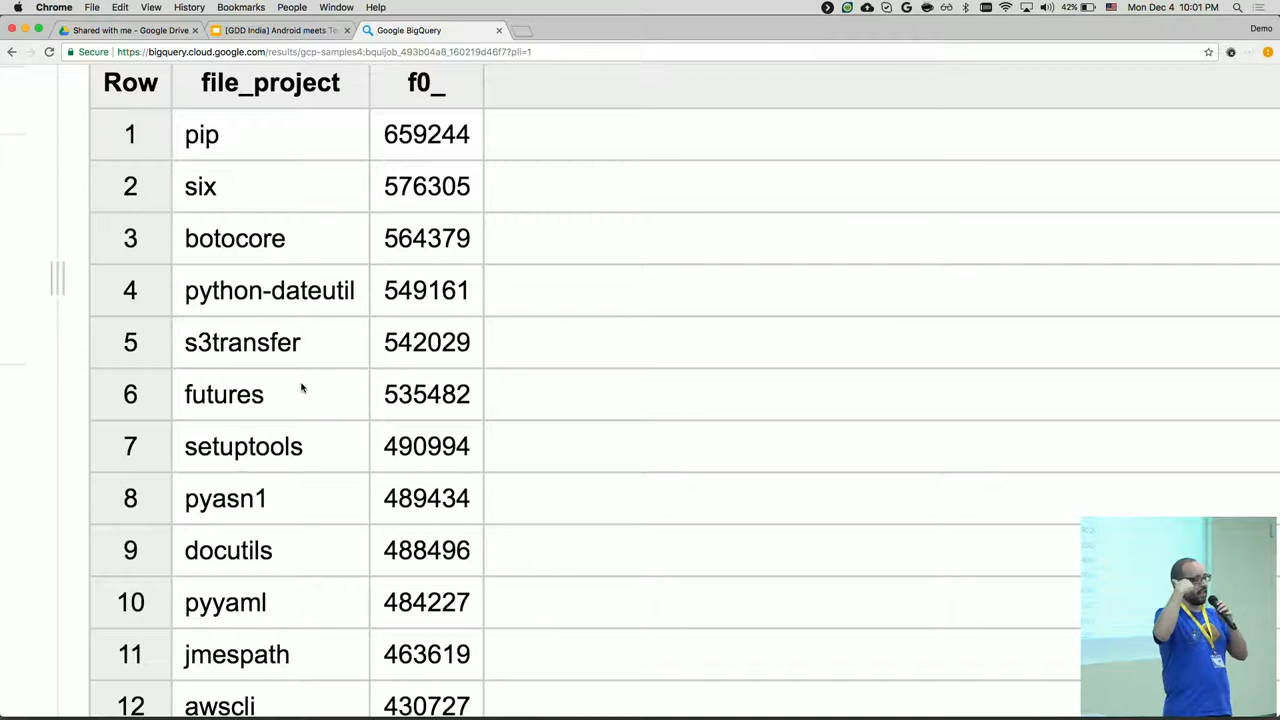 Chrome File Edit View History Bookmarks People Window Help 42% Mon Dec 4 10:01 PM
Shared with me - Google Drive [GDD India] Android meets Te Google BigQuery Demo
Secure https://bigquery.cloud.google.com/results/gcp-samples4:bquijob_493b04a8_160219d46f7?pli=1
Row file_project f0_
1 pip 659244
2 six 576305
3 botocore 564379
4 python-dateutil 549161
5 s3transfer 542029
6 futures 535482
7 setuptools 490994
8 pyasn1 489434
9 docutils 488496
10 pyyaml 484227
11 jmespath 463619
12 awscli 430727